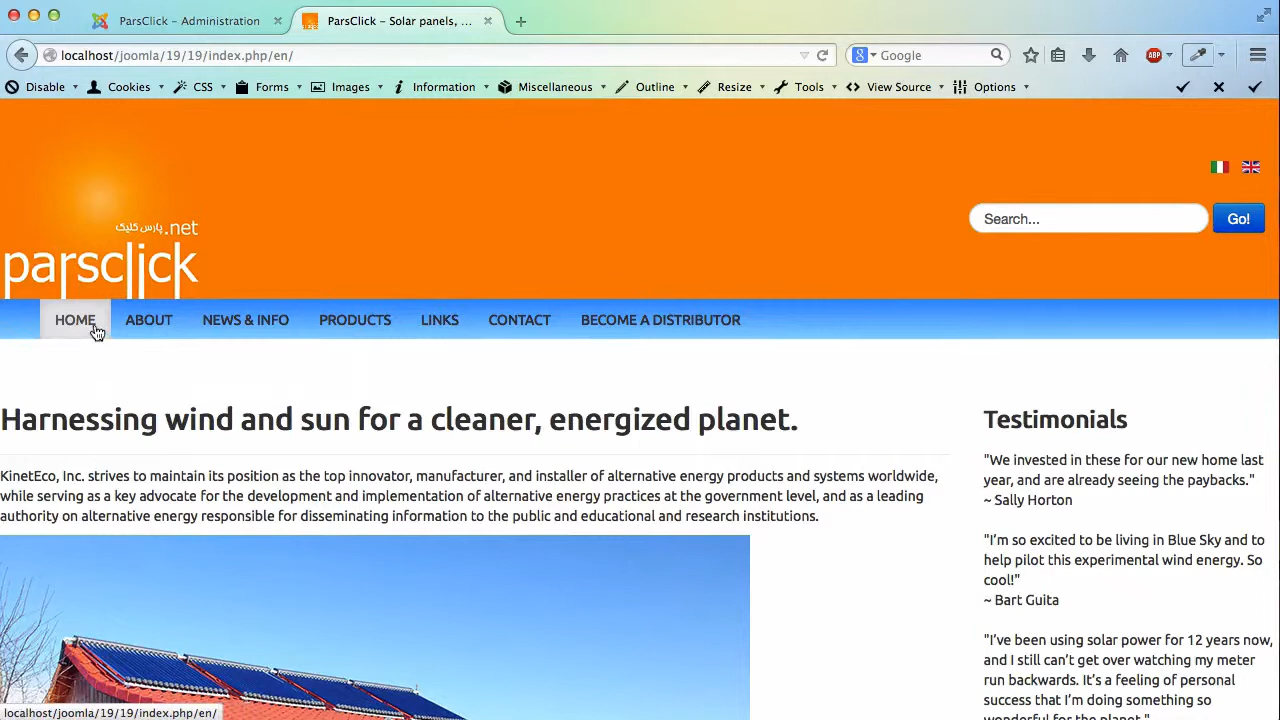 ParsClick - Administration
ParsClick - Solar panels, ...
localhost/joomla/19/19/index.php/en/
Google
ABP
Disable
Cookies
CSS
Forms
Images
Information
Miscellaneous
Outline
Resize
Tools
View Source
Options
پارس کلیک.net
parsclick
Search...
Go!
HOME
ABOUT
NEWS & INFO
PRODUCTS
LINKS
CONTACT
BECOME A DISTRIBUTOR
Harnessing wind and sun for a cleaner, energized planet.
KinetEco, Inc. strives to maintain its position as the top innovator, manufacturer, and installer of alternative energy products and systems worldwide,
while serving as a key advocate for the development and implementation of alternative energy practices at the government level, and as a leading
authority on alternative energy responsible for disseminating information to the public and educational and research institutions.
Testimonials
"We invested in these for our new home last
year, and are already seeing the paybacks."
~ Sally Horton
"I'm so excited to be living in Blue Sky and to
help pilot this experimental wind energy. So
cool!"
~ Bart Guita
"I've been using solar power for 12 years now,
and I still can't get over watching my meter
run backwards. It's a feeling of personal
success that I'm doing something so
wonderful for the planet."
localhost/joomla/19/19/index.php/en/